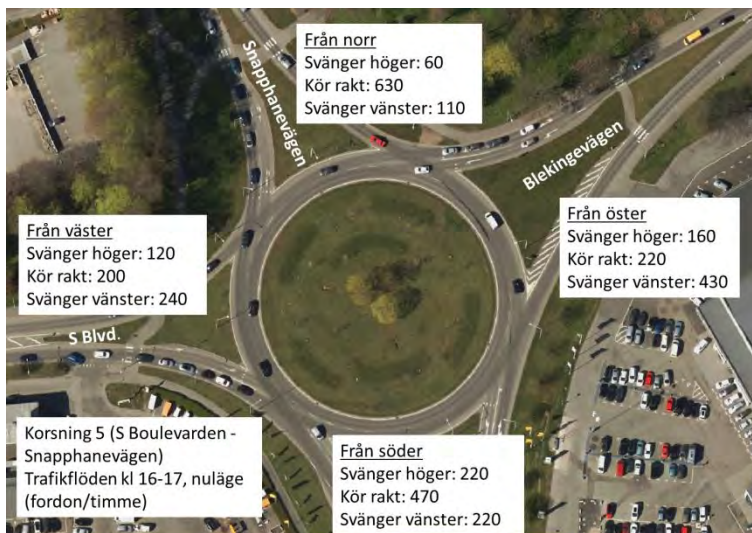 Från norr
Svänger höger: 60
Kör rakt: 630
Svänger vänster: 110
Snapphanevägen
Blekingevägen
Från väster
Svänger höger: 120
Kör rakt: 200
Svänger vänster: 240
Från öster
Svänger höger: 160
Kör rakt: 220
Svänger vänster: 430
S Blvd.
Korsning 5 (S Boulevarden -
Snapphanevägen)
Trafikflöden kl 16-17, nuläge
(fordon/timme)
Från söder
Svänger höger: 220
Kör rakt: 470
Svänger vänster: 220